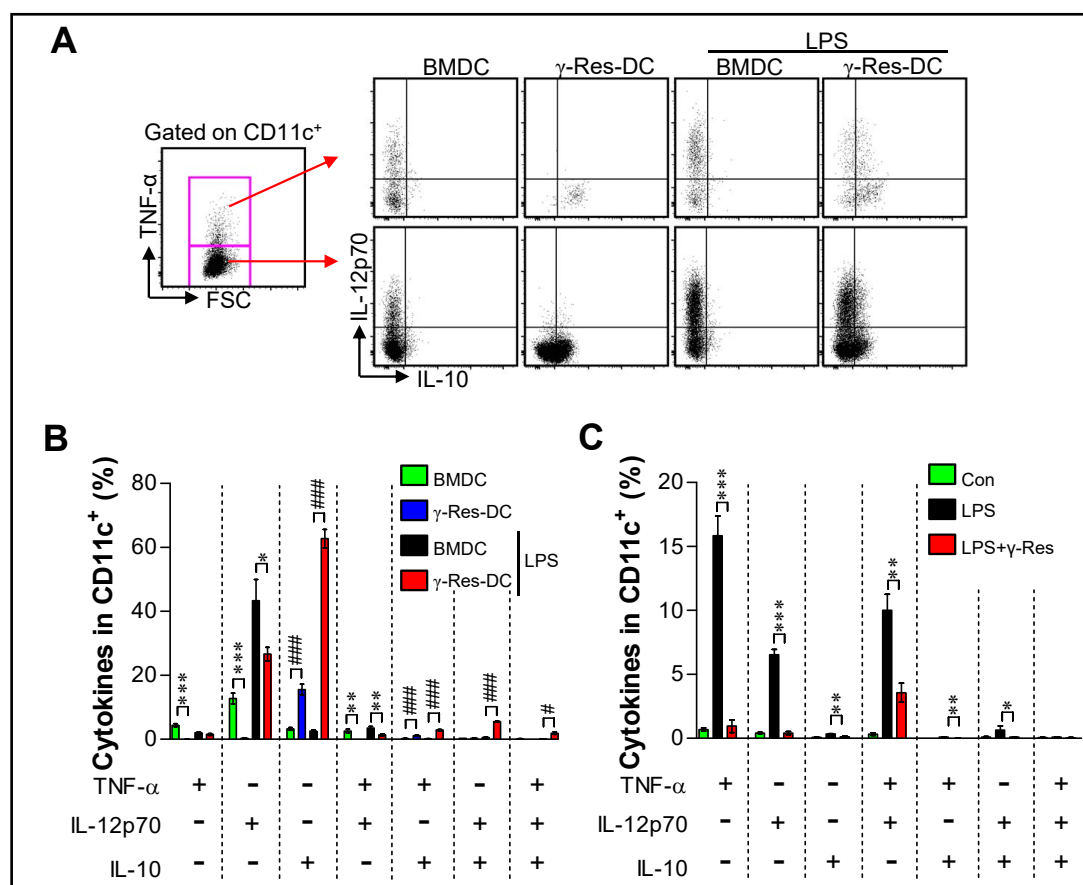 A
LPS
BMDC γ-Res-DC BMDC γ-Res-DC
Gated on CD11c+
TNF-α
FSC
IL-12p70
IL-10
B
Cytokines in CD11c+ (%)
80
60
40
20
0
BMDC
γ-Res-DC
BMDC
γ-Res-DC
LPS
*** *** * ### ### ** ** ### ### ### #
TNF-α + - - + + - +
IL-12p70 - + - + - + +
IL-10 - - + - + + +
C
Cytokines in CD11c+ (%)
20
15
10
5
0
Con
LPS
LPS+γ-Res
*** *** ** ** ** *
TNF-α + - - + + - +
IL-12p70 - + - + - + +
IL-10 - - + - + + +